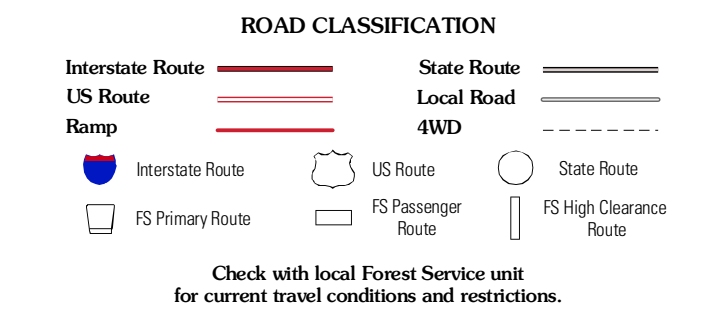 ROAD CLASSIFICATION
Interstate Route
State Route
US Route
Local Road
Ramp
4WD
Interstate Route
US Route
State Route
FS Primary Route
FS Passenger
Route
FS High Clearance
Route
Check with local Forest Service unit
for current travel conditions and restrictions.